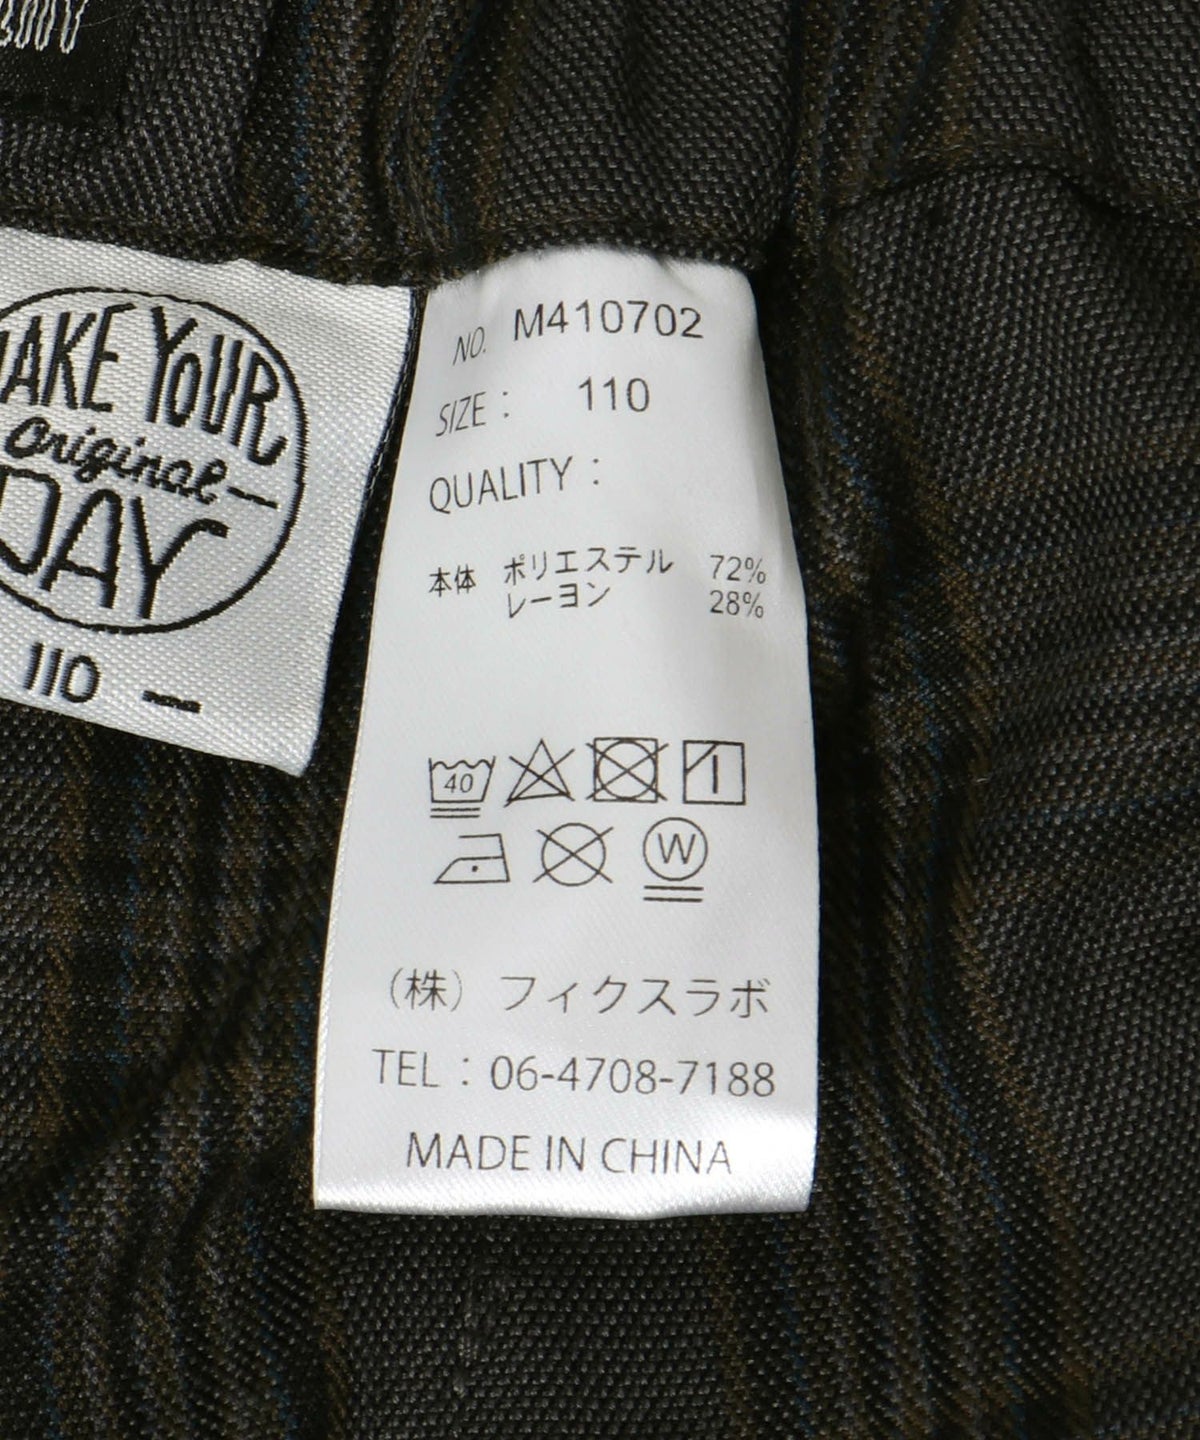 MAKE YOUR
Original
DAY
110
NO. M410702
SIZE : 110
QUALITY :
本体 ポリエステル 72%
レーヨン 28%
40
W
(株) フィクスラボ
TEL : 06-4708-7188
MADE IN CHINA